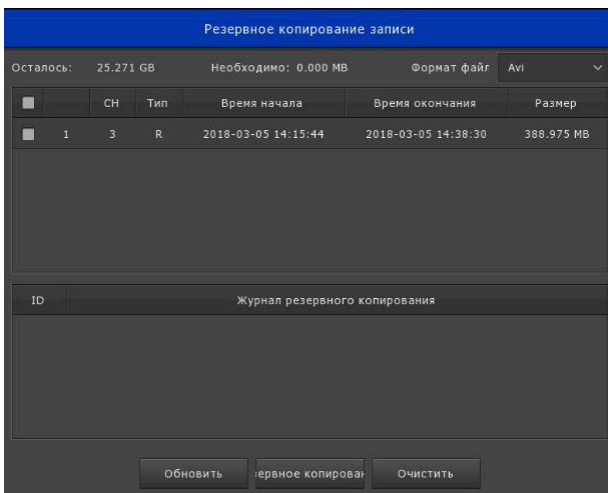 Резервное копирование записи
Осталось: 25.271 GB Необходимо: 0.000 MB Формат файл Avi
CH Тип Время начала Время окончания Размер
1 3 R 2018-03-05 14:15:44 2018-03-05 14:38:30 388.975 MB
ID Журнал резервного копирования
Обновить ервное копирован Очистить